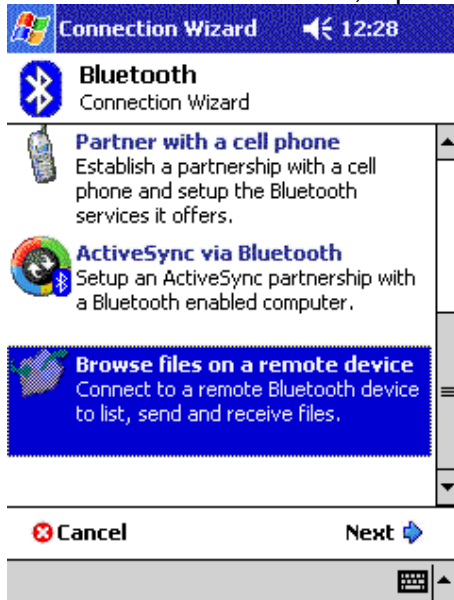 Connection Wizard 12:28
Bluetooth
Connection Wizard
Partner with a cell phone
Establish a partnership with a cell
phone and setup the Bluetooth
services it offers.
ActiveSync via Bluetooth
Setup an ActiveSync partnership with
a Bluetooth enabled computer.
Browse files on a remote device
Connect to a remote Bluetooth device
to list, send and receive files.
Cancel Next